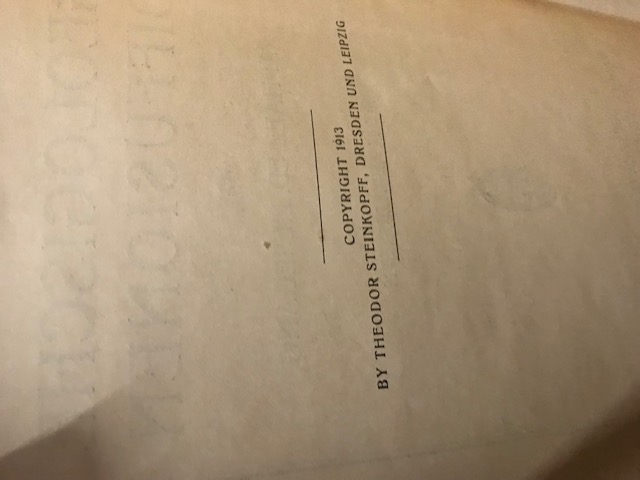 COPYRIGHT 1913
BY THEODOR STEINKOPFF, DRESDEN UND LEIPZIG